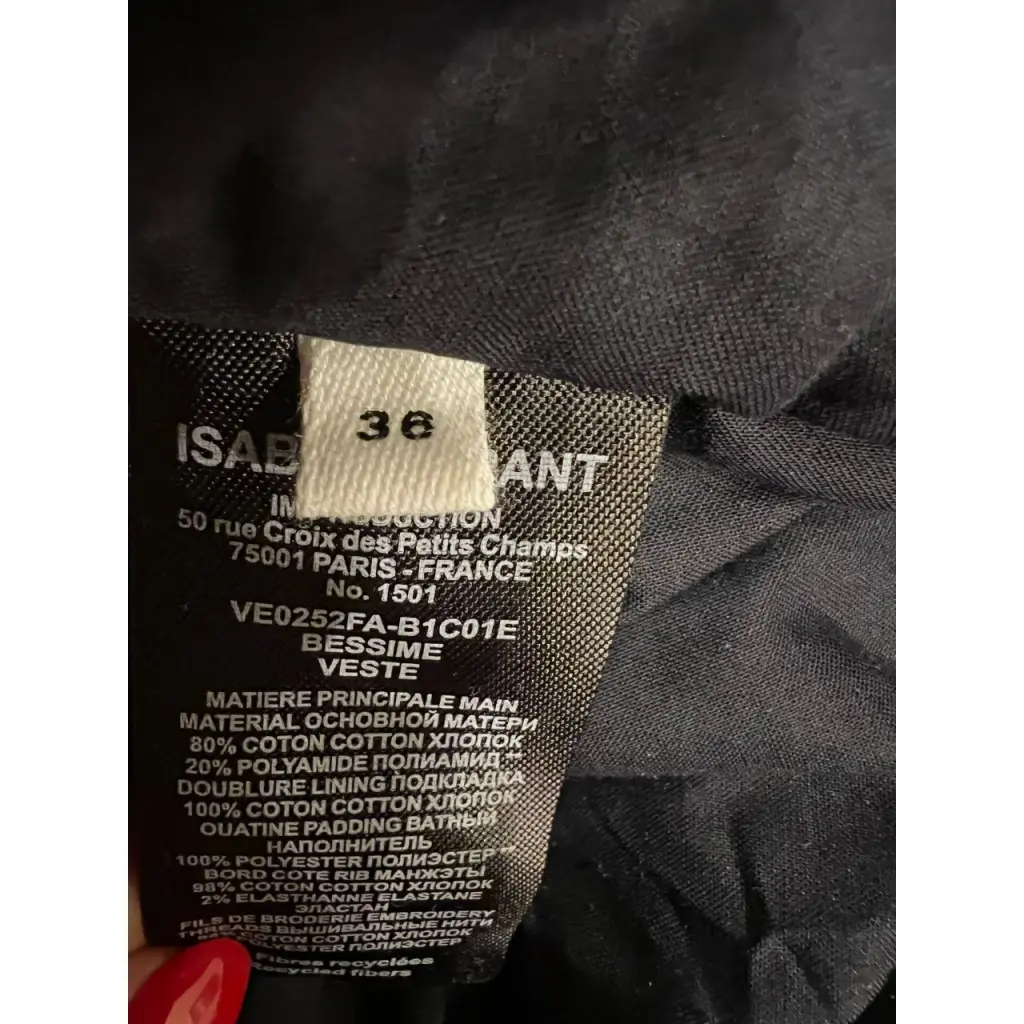 36
ISAB ANT
50 rue Croix des Petits Champs
75001 PARIS - FRANCE
No. 1501
VE0252FA-B1C01E
BESSIME
VESTE
MATIERE PRINCIPALE MAIN
MATERIAL ОСНОВНОЙ МАТЕРИ
80% COTON COTTON ХЛОПОК
20% POLYAMIDE ПОЛИАМИД **
DOUBLURE LINING ПОДКЛАДКА
100% COTON COTTON ХЛОПОК
OUATINE PADDING ВАТНЫЙ
НАПОЛНИТЕЛЬ
100% POLYESTER ПОЛИЭСТЕР **
BORD COTE RIB МАНЖЭТЫ
98% COTON COTTON ХЛОПОК
2% ELASTHANNE ELASTANE
ЭЛАСТАН
FILS DE BRODERIE EMBROIDERY
THREADS ВЫШИВАЛЬНЫЕ НИТИ
COTON COTTON ХЛОПОК
POLYESTER ПОЛИЭСТЕР
Fibres recyclées
Recycled fibers